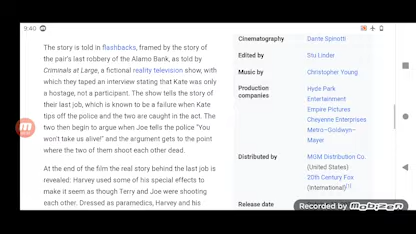 9:40
The story is told in flashbacks, framed by the story of
the pair's last robbery of the Alamo Bank, as told by
Criminals at Large, a fictional reality television show, with
which they taped an interview stating that Kate was only
a hostage, not a participant. The show tells the story of
their last job, which is known to be a failure when Kate
tips off the police and the two are caught in the act. The
two then begin to argue when Joe tells the police "You
won't take us alive!" and the argument gets to the point
where the two of them shoot each other dead.
At the end of the film the real story behind the last job is
revealed: Harvey used some of his special effects to
make it seem as though Terry and Joe were shooting
each other. Dressed as paramedics, Harvey and his
Cinematography Dante Spinotti
Edited by Stu Linder
Music by Christopher Young
Production companies Hyde Park
Entertainment
Empire Pictures
Cheyenne Enterprises
Metro–Goldwyn–
Mayer
Distributed by MGM Distribution Co.
(United States)
20th Century Fox
(International)[1]
Release date
Recorded by Mobizen